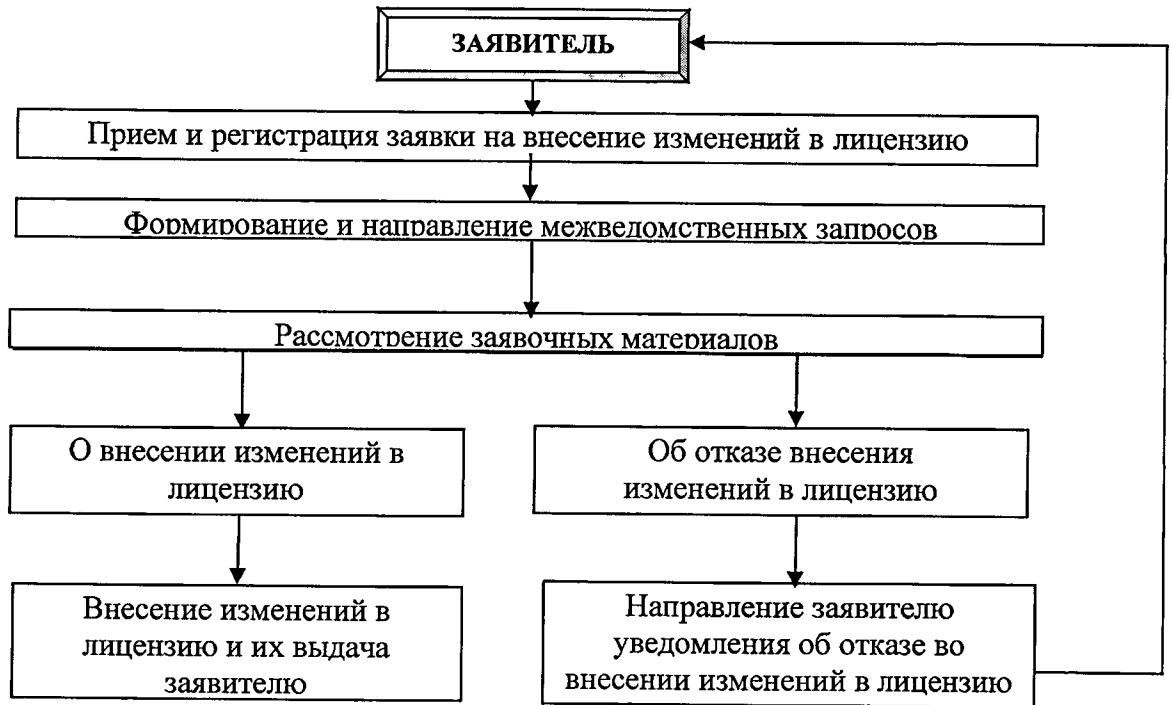 ЗАЯВИТЕЛЬ
Прием и регистрация заявки на внесение изменений в лицензию
Формирование и направление межведомственных запросов
Рассмотрение заявочных материалов
О внесении изменений в
лицензию
Об отказе внесения
изменений в лицензию
Внесение изменений в
лицензию и их выдача
заявителю
Направление заявителю
уведомления об отказе во
внесении изменений в лицензию